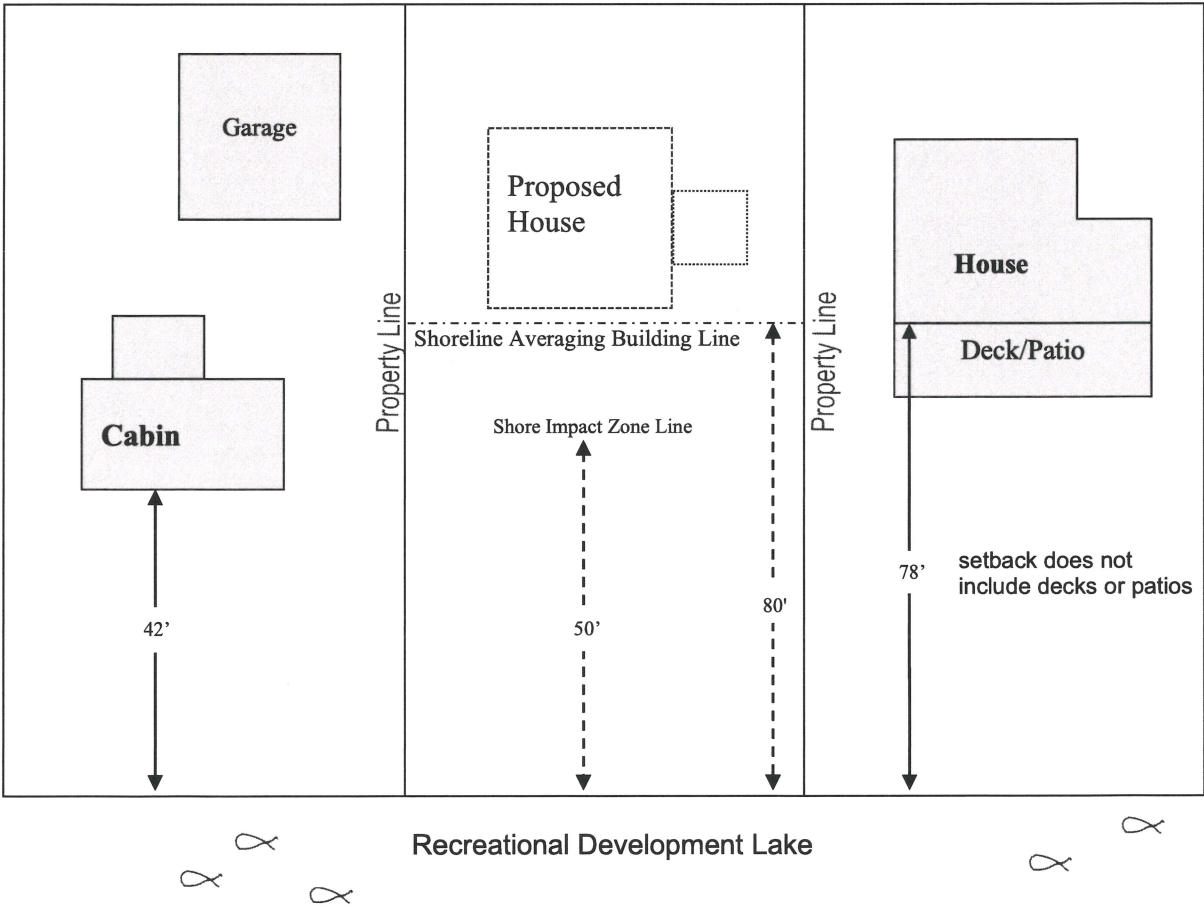 Garage
Proposed
House
House
Property Line
Property Line
Shoreline Averaging Building Line
Deck/Patio
Cabin
Shore Impact Zone Line
78’
setback does not
include decks or patios
80'
42’
50’
Recreational Development Lake